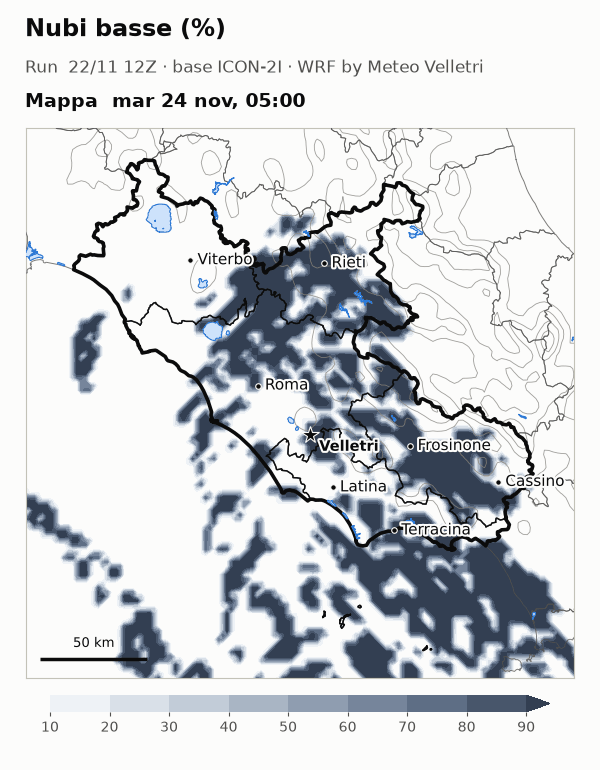 Nubi basse (%)
Run  22/11 12Z · base ICON-2I · WRF by Meteo Velletri
Mappa  mar 24 nov, 05:00
Viterbo
Rieti
Roma
Velletri
Frosinone
Cassino
Latina
Terracina
50 km
10 20 30 40 50 60 70 80 90